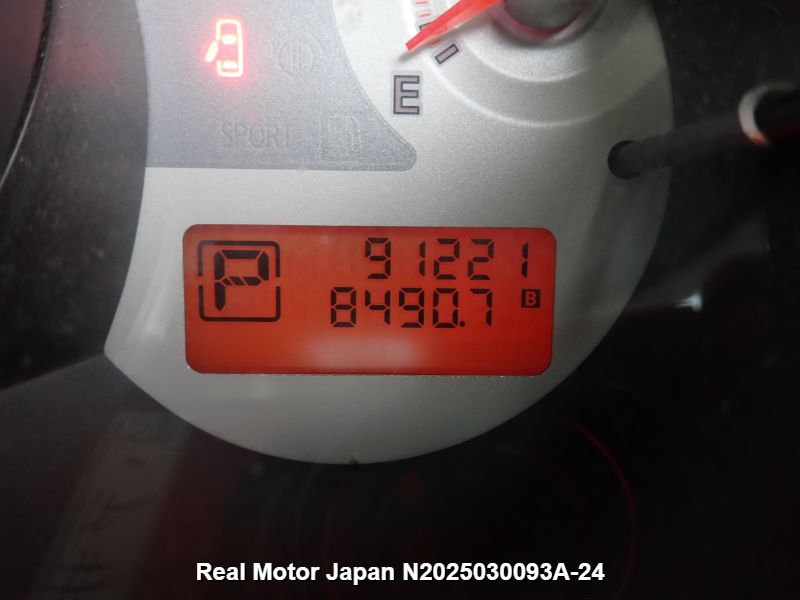 E
SPORT
P
91221
8490.7 B
Real Motor Japan N2025030093A-24